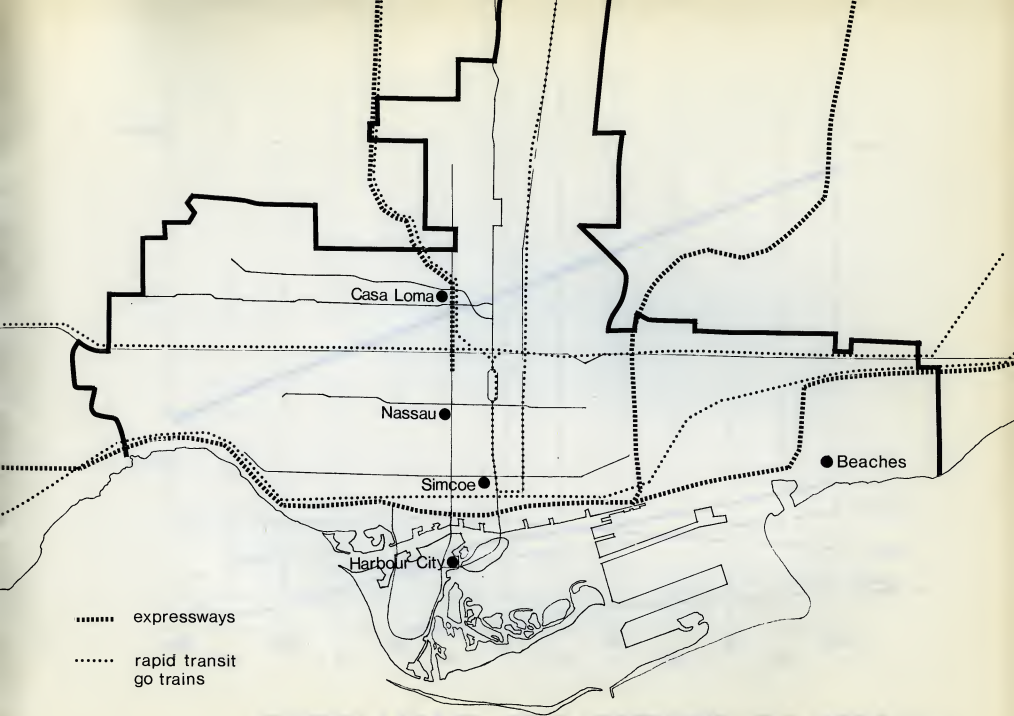 Casa Loma
Nassau
Simcoe
Beaches
Harbour City
expressways
rapid transit
go trains